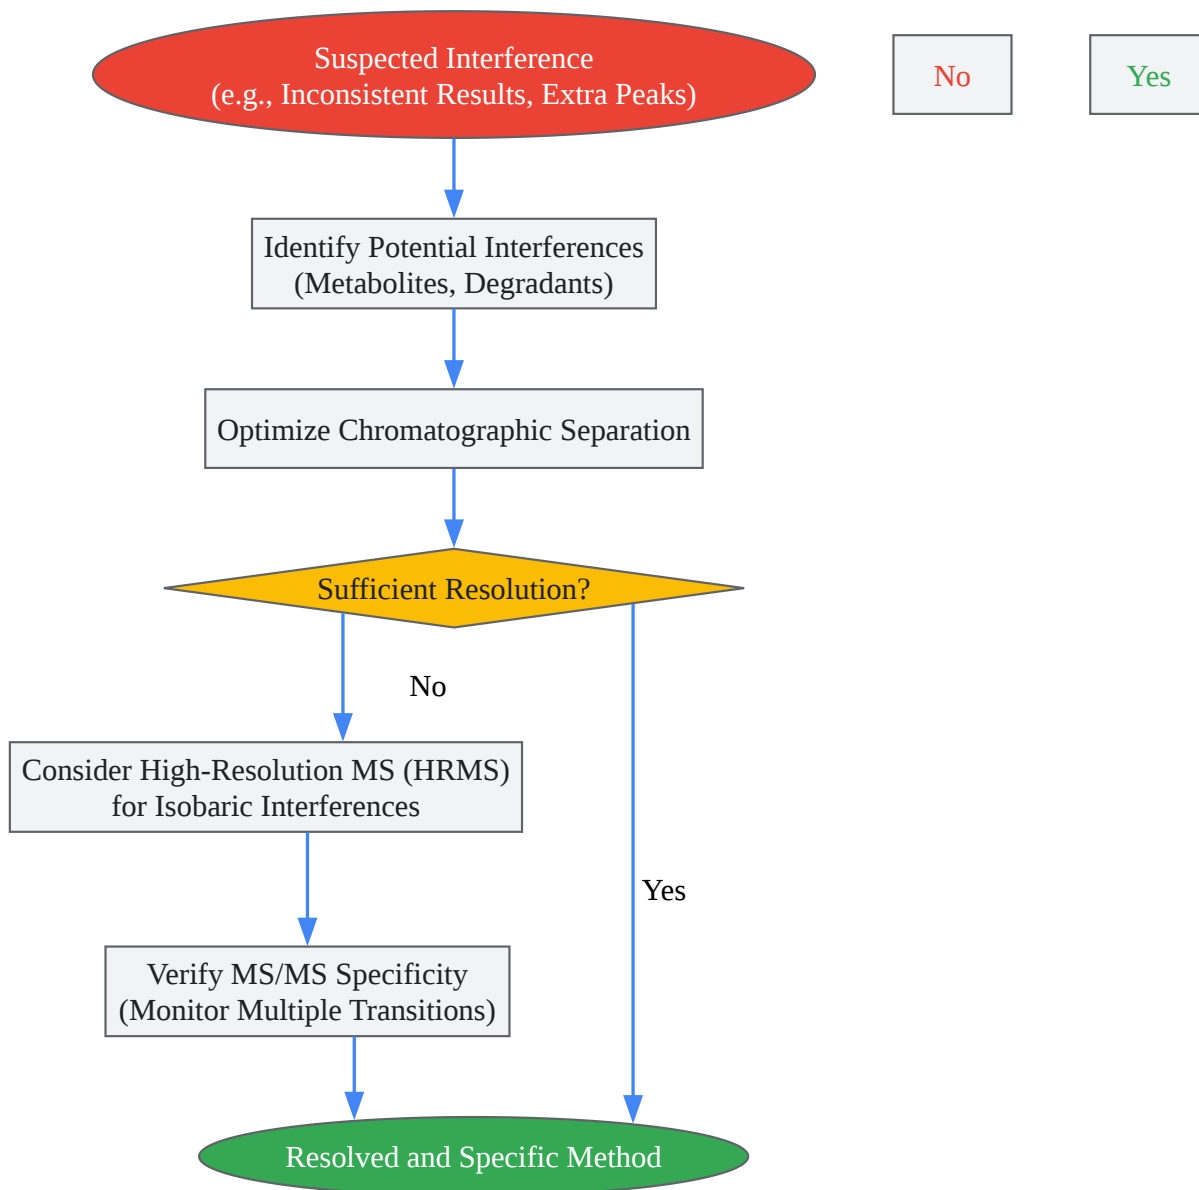 Suspected Interference
(e.g., Inconsistent Results, Extra Peaks)
No
Yes
Identify Potential Interferences
(Metabolites, Degradants)
Optimize Chromatographic Separation
Sufficient Resolution?
No
Consider High-Resolution MS (HRMS)
for Isobaric Interferences
Yes
Verify MS/MS Specificity
(Monitor Multiple Transitions)
Resolved and Specific Method